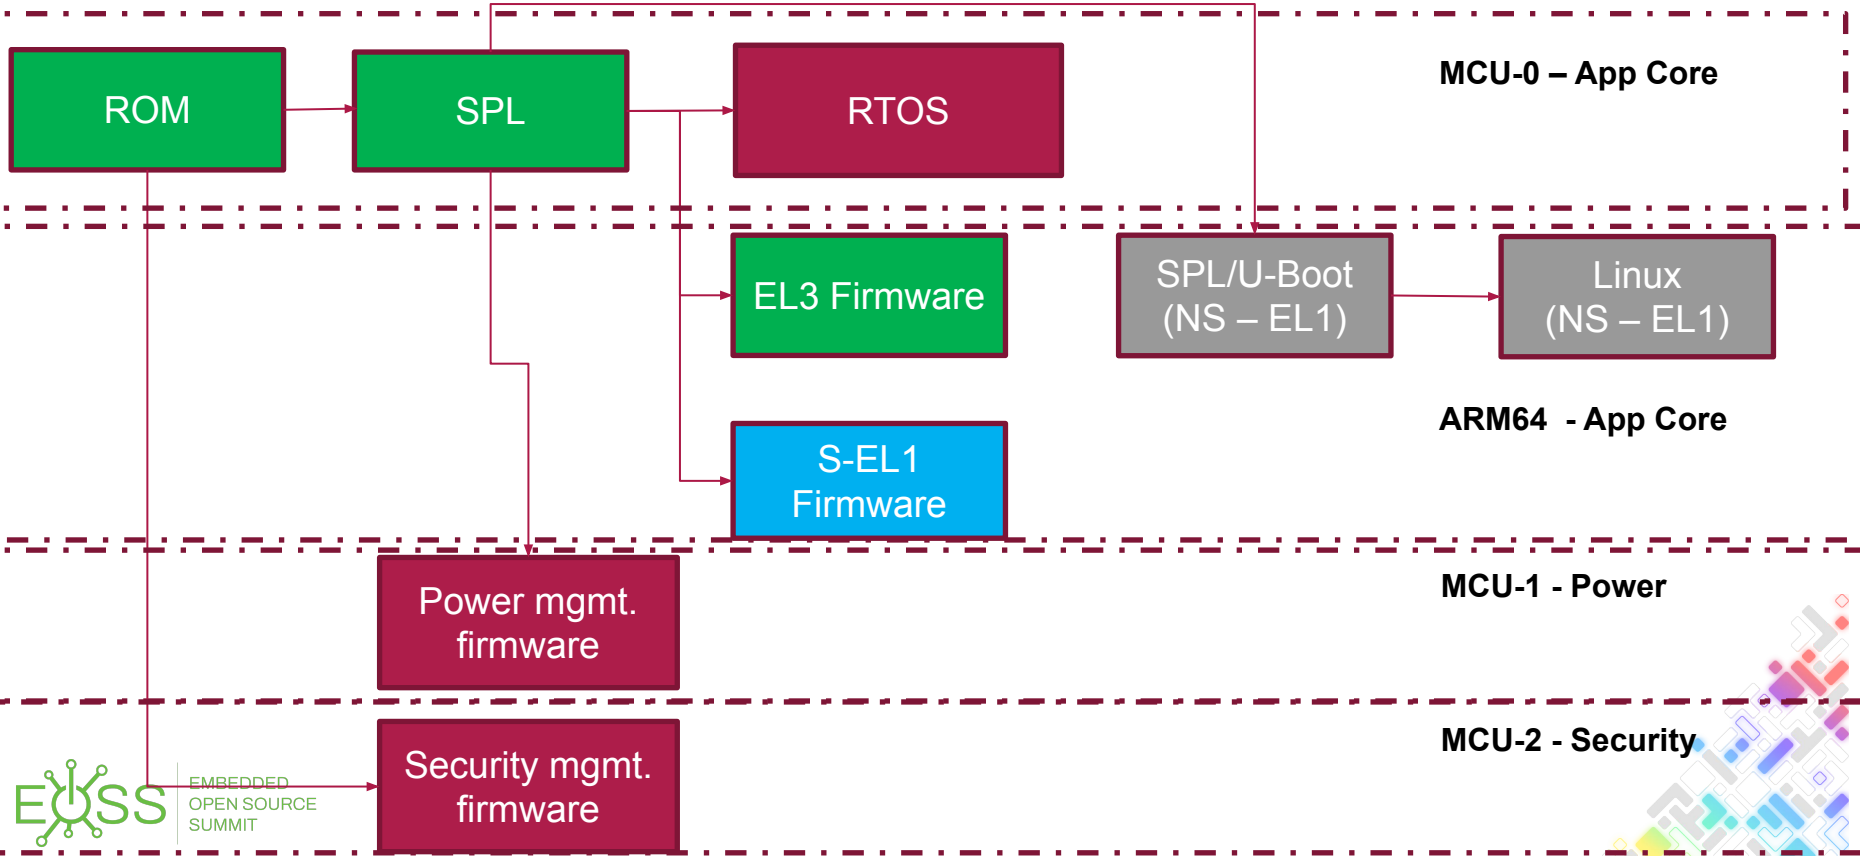 ROM
SPL
RTOS
MCU-0 – App Core
EL3 Firmware
SPL/U-Boot
(NS – EL1)
Linux
(NS – EL1)
ARM64  - App Core
S-EL1
Firmware
Power mgmt.
firmware
MCU-1 - Power
Security mgmt.
firmware
MCU-2 - Security
EOSS
EMBEDDED
OPEN SOURCE
SUMMIT